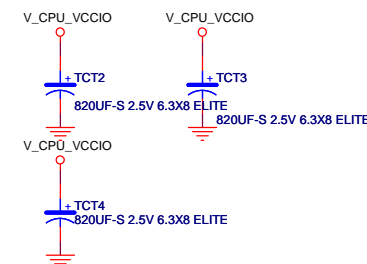 V_CPU_VCCIO V_CPU_VCCIO
+ TCT2 + TCT3
820UF-S 2.5V 6.3X8 ELITE
820UF-S 2.5V 6.3X8 ELITE
V_CPU_VCCIO
+ TCT4
820UF-S 2.5V 6.3X8 ELITE